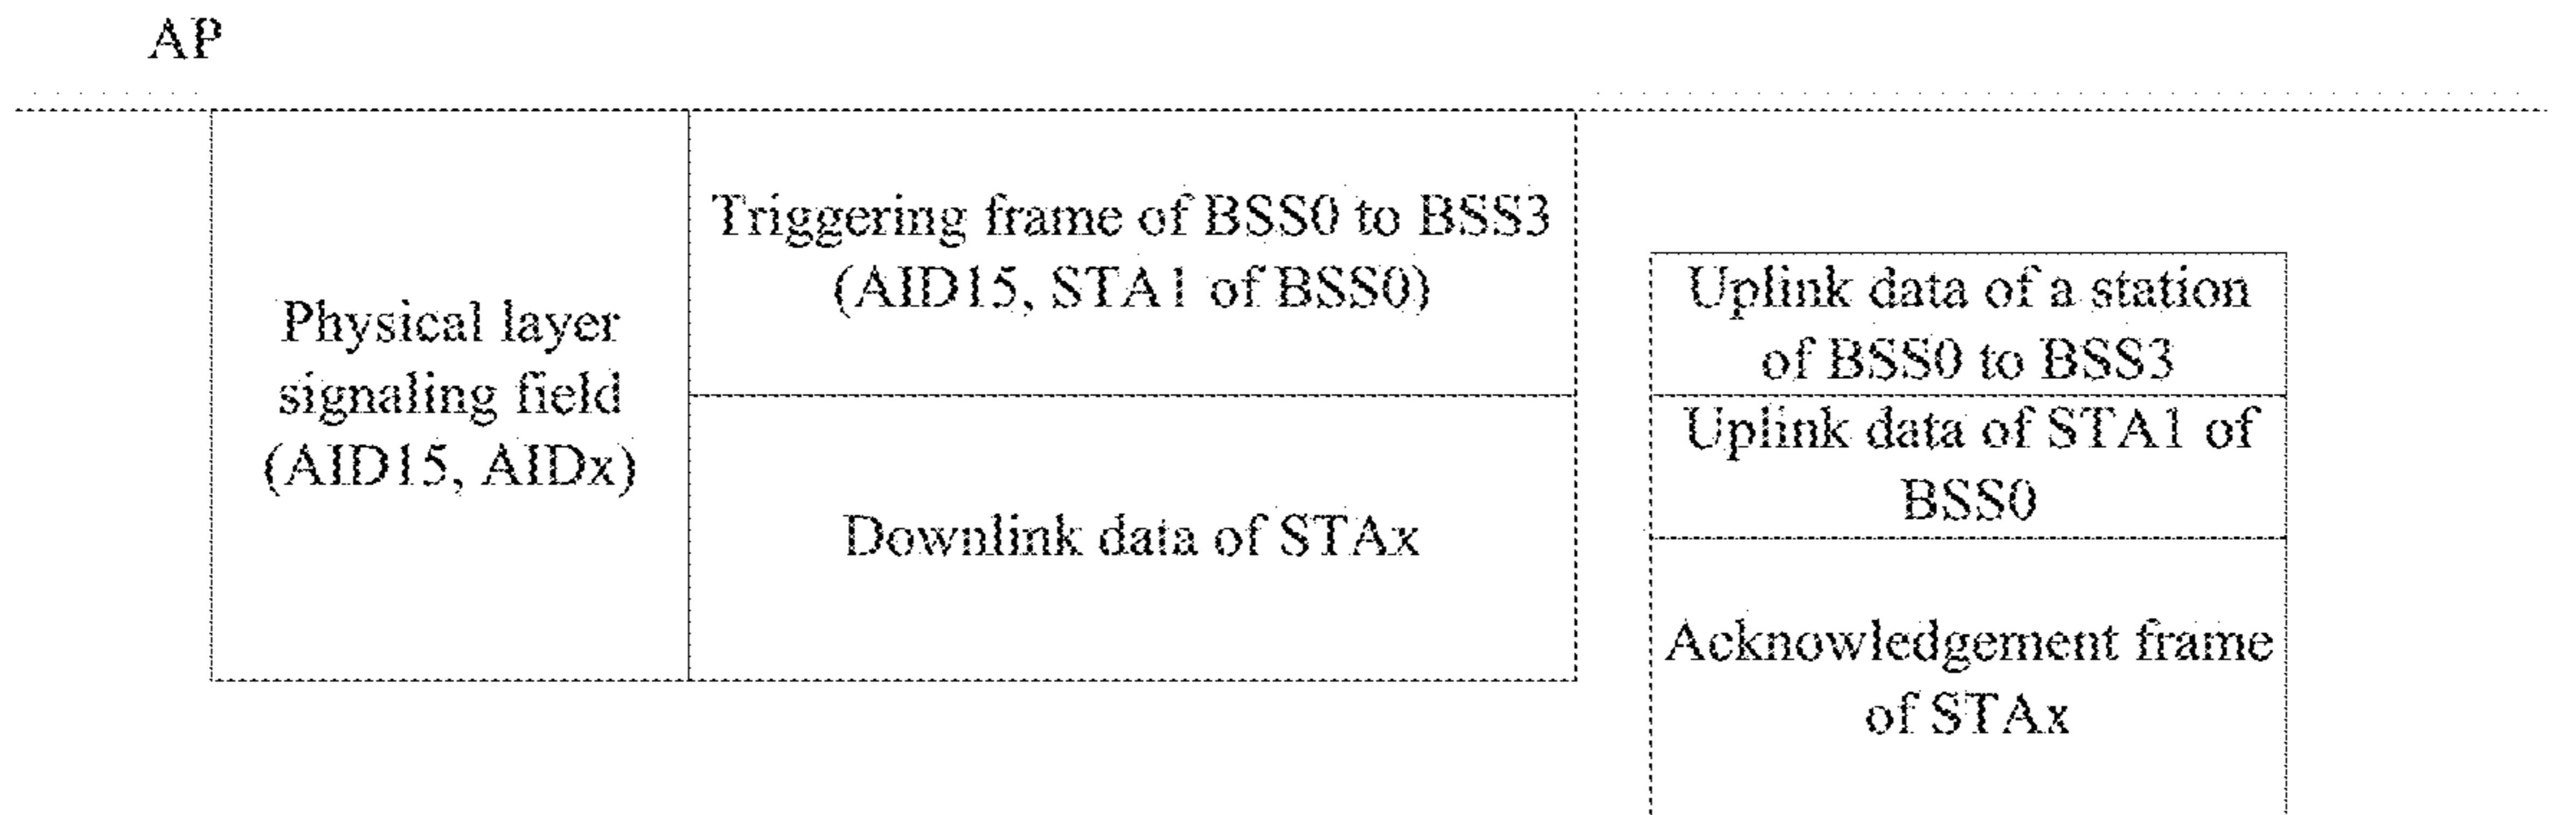 AP
Physical layer
signaling field
(AID15, AIDx)
Triggering frame of BSS0 to BSS3
(AID15, STA1 of BSS0)
Downlink data of STAx
Uplink data of a station
of BSS0 to BSS3
Uplink data of STA1 of
BSS0
Acknowledgement frame
of STAx